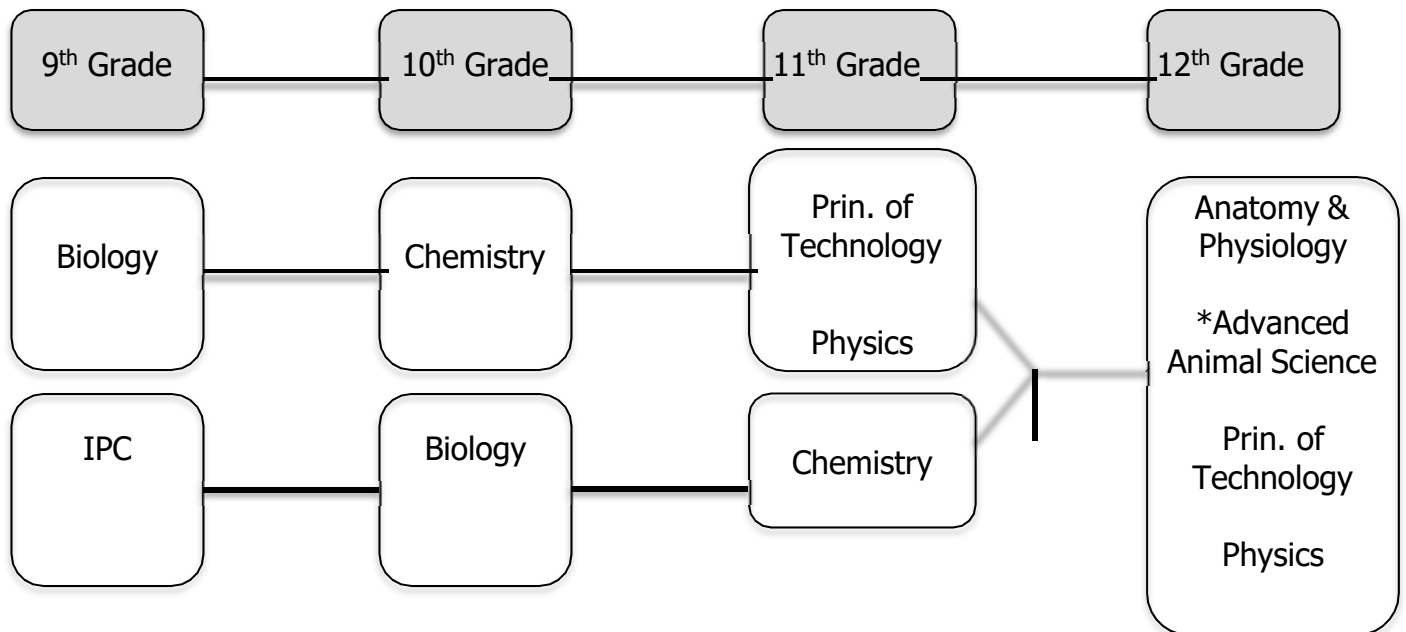 9th Grade
10th Grade
11th Grade
12th Grade
Biology
Chemistry
Prin. of
Technology
Physics
IPC
Biology
Chemistry
Anatomy &
Physiology
*Advanced
Animal Science
Prin. of
Technology
Physics